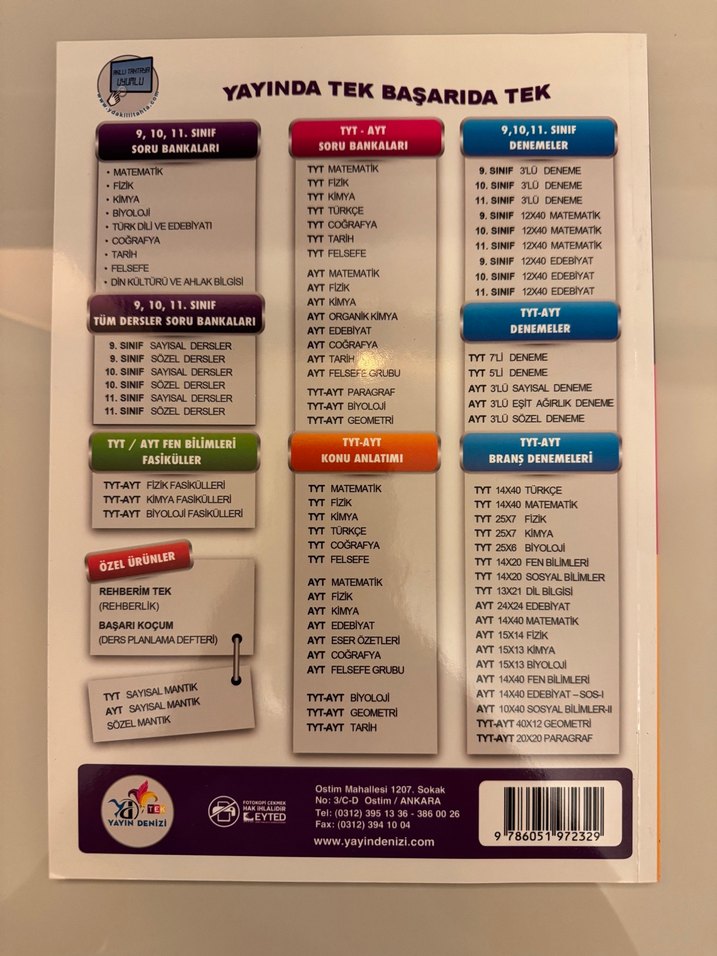 AKILLI TAHTAYA
UYUMLU
www.ydakillitahta.com
YAYINDA TEK BAŞARIDA TEK
9, 10, 11. SINIF
SORU BANKALARI
• MATEMATİK
• FİZİK
• KİMYA
• BİYOLOJİ
• TÜRK DİLİ VE EDEBİYATI
• COĞRAFYA
• TARİH
• FELSEFE
• DİN KÜLTÜRÜ VE AHLAK BİLGİSİ
9, 10, 11. SINIF
TÜM DERSLER SORU BANKALARI
9. SINIF SAYISAL DERSLER
9. SINIF SÖZEL DERSLER
10. SINIF SAYISAL DERSLER
10. SINIF SÖZEL DERSLER
11. SINIF SAYISAL DERSLER
11. SINIF SÖZEL DERSLER
TYT / AYT FEN BİLİMLERİ
FASİKÜLLER
TYT-AYT FİZİK FASİKÜLLERİ
TYT-AYT KİMYA FASİKÜLLERİ
TYT-AYT BİYOLOJİ FASİKÜLLERİ
ÖZEL ÜRÜNLER
REHBERİM TEK
(REHBERLİK)
BAŞARI KOÇUM
(DERS PLANLAMA DEFTERİ)
TYT SAYISAL MANTIK
AYT SAYISAL MANTIK
SÖZEL MANTIK
TYT - AYT
SORU BANKALARI
TYT MATEMATİK
TYT FİZİK
TYT KİMYA
TYT TÜRKÇE
TYT COĞRAFYA
TYT TARİH
TYT FELSEFE
AYT MATEMATİK
AYT FİZİK
AYT KİMYA
AYT ORGANİK KİMYA
AYT EDEBİYAT
AYT COĞRAFYA
AYT TARİH
AYT FELSEFE GRUBU
TYT-AYT PARAGRAF
TYT-AYT BİYOLOJİ
TYT-AYT GEOMETRİ
TYT-AYT
KONU ANLATIMI
TYT MATEMATİK
TYT FİZİK
TYT KİMYA
TYT TÜRKÇE
TYT COĞRAFYA
TYT FELSEFE
AYT MATEMATİK
AYT FİZİK
AYT KİMYA
AYT EDEBİYAT
AYT ESER ÖZETLERİ
AYT COĞRAFYA
AYT FELSEFE GRUBU
TYT-AYT BİYOLOJİ
TYT-AYT GEOMETRİ
TYT-AYT TARİH
9,10,11. SINIF
DENEMELER
9. SINIF 3'LÜ DENEME
10. SINIF 3'LÜ DENEME
11. SINIF 3'LÜ DENEME
9. SINIF 12X40 MATEMATİK
10. SINIF 12X40 MATEMATİK
11. SINIF 12X40 MATEMATİK
9. SINIF 12X40 EDEBİYAT
10. SINIF 12X40 EDEBİYAT
11. SINIF 12X40 EDEBİYAT
TYT-AYT
DENEMELER
TYT 7'Lİ DENEME
TYT 5'Lİ DENEME
AYT 3'LÜ SAYISAL DENEME
AYT 3'LÜ EŞİT AĞIRLIK DENEME
AYT 3'LÜ SÖZEL DENEME
TYT-AYT
BRANŞ DENEMELERİ
TYT 14X40 TÜRKÇE
TYT 14X40 MATEMATİK
TYT 25X7 FİZİK
TYT 25X7 KİMYA
TYT 25X6 BİYOLOJİ
TYT 14X20 FEN BİLİMLERİ
TYT 14X20 SOSYAL BİLİMLER
TYT 13X21 DİL BİLGİSİ
AYT 24X24 EDEBİYAT
AYT 14X40 MATEMATİK
AYT 15X14 FİZİK
AYT 15X13 KİMYA
AYT 15X13 BİYOLOJİ
AYT 14X40 FEN BİLİMLERİ
AYT 14X40 EDEBİYAT – SOS-I
AYT 10X40 SOSYAL BİLİMLER-II
TYT-AYT 40X12 GEOMETRİ
TYT-AYT 20X20 PARAGRAF
yd TEK
YAYIN DENİZİ
FOTOKOPİ ÇEKMEK
HAK İHLALİDİR
EYTED
Ostim Mahallesi 1207. Sokak
No: 3/C-D Ostim / ANKARA
Tel: (0312) 395 13 36 - 386 00 26
Fax: (0312) 394 10 04
www.yayindenizi.com
9 786051 972329